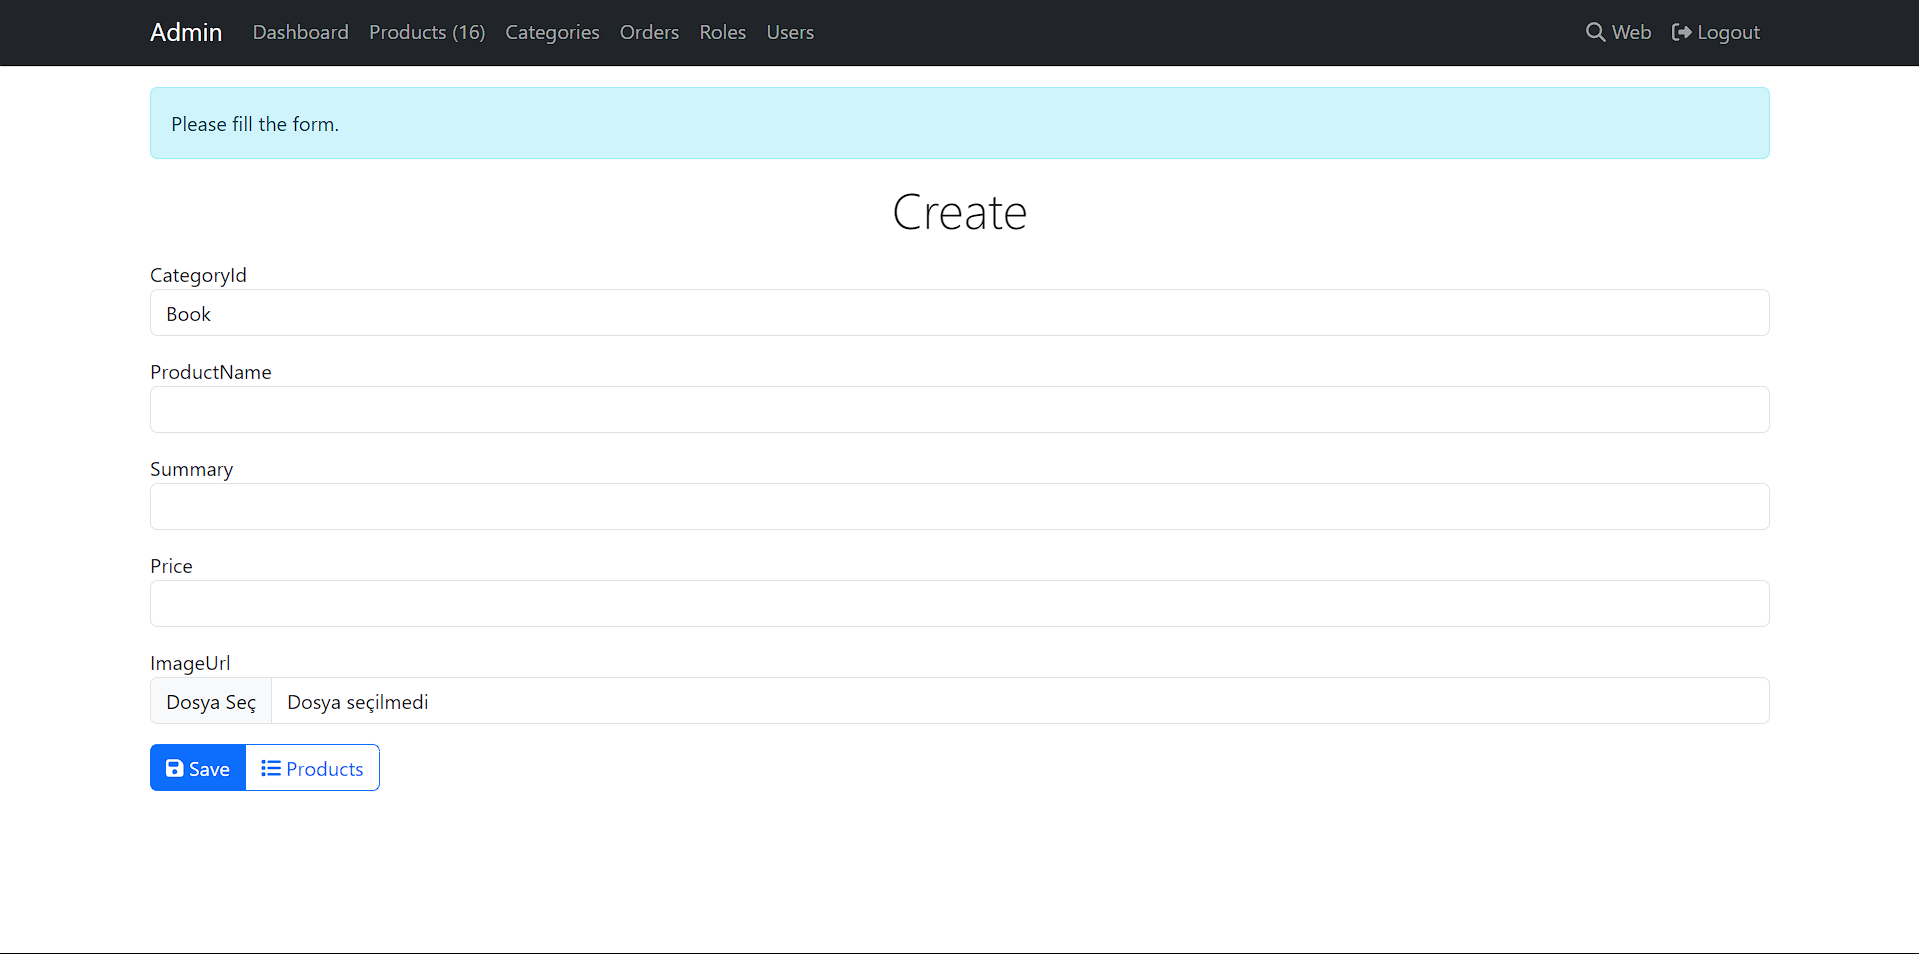 Admin Dashboard Products (16) Categories Orders Roles Users Web Logout
Please fill the form.
Create
CategoryId
Book
ProductName
Summary
Price
ImageUrl
Dosya Seç Dosya seçilmedi
Save Products